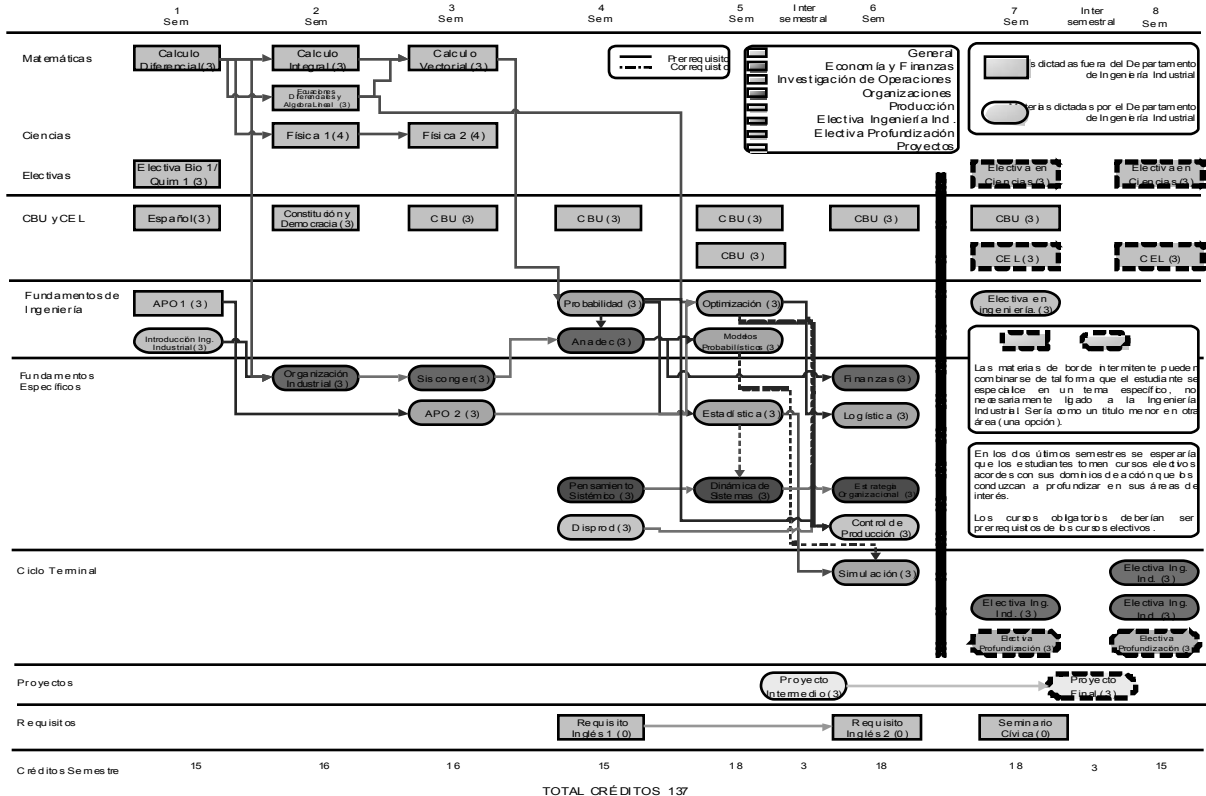 1 2 3 4 5 Inter 6 7 Inter 8
Sem Sem Sem Sem Sem semestral Sem Sem semestral Sem
Matemáticas
Calculo
Diferencial(3)
Calculo
Integral (3)
Calculo
Vectorial (3)
Ecuaciones
Diferenciales y
Algebra Lineal (3)
Prerrequisito
Correquisito
General
Economía y Finanzas
Investigación de Operaciones
Organizaciones
Producción
Electiva Ingeniería Ind.
Electiva Profundización
Proyectos
s dictadas fuera del Departamento
de Ingeniería Industrial
erias dictadas por el Departamento
de Ingeniería Industrial
Ciencias
Física 1(4)
Física 2 (4)
Electivas
Electiva Bio 1/
Quim 1 (3)
Electiva en
Ciencias(3)
Electiva en
Ciencias(3)
CBU y CEL
Español(3)
Constitución y
Democracia (3)
CBU (3)
CBU (3)
CBU (3)
CBU (3)
CBU (3)
CBU (3)
CEL (3)
CEL (3)
Fundamentos de
Ingeniería
APO 1 (3)
Probabilidad (3)
Optimización (3)
Electiva en
ingeniería. (3)
Introducción Ing.
Industrial (3)
Anadec (3)
Modelos
Probabilísticos (3)
Fundamentos
Específicos
Organización
Industrial (3)
Sisconger(3)
Finanzas (3)
APO 2 (3)
Estadística(3)
Logística (3)
Las materias de borde intermitente pueden
combinarse de tal forma que el estudiante se
especialice en un tema específico, no
necesariamente ligado a la Ingeniería
Industrial. Sería como un titulo menor en otra
área (una opción).
En los dos últimos semestres se esperaría
que los estudiantes tomen cursos electivos
acordes con sus dominios de acción que los
conduzcan a profundizar en sus áreas de
interés.
Los cursos obligatorios deberían ser
prerrequisitos de los cursos electivos.
Pensamiento
Sistémico (3)
Dinámica de
Sistemas (3)
Estrategia
Organizacional (3)
Disprod (3)
Control de
Producción (3)
Ciclo Terminal
Simulación (3)
Electiva Ing.
Ind. (3)
Electiva Ing.
Ind. (3)
Electiva Ing.
Ind. (3)
Electiva
Profundización (3)
Electiva
Profundización (3)
Proyectos
Proyecto
Intermedio (3)
Proyecto
Final (3)
Requisitos
Requisito
Inglés 1 (0)
Requisito
Inglés 2 (0)
Seminario
Cívica (0)
Créditos Semestre 15 16 16 15 18 3 18 18 3 15
TOTAL CRÉDITOS 137